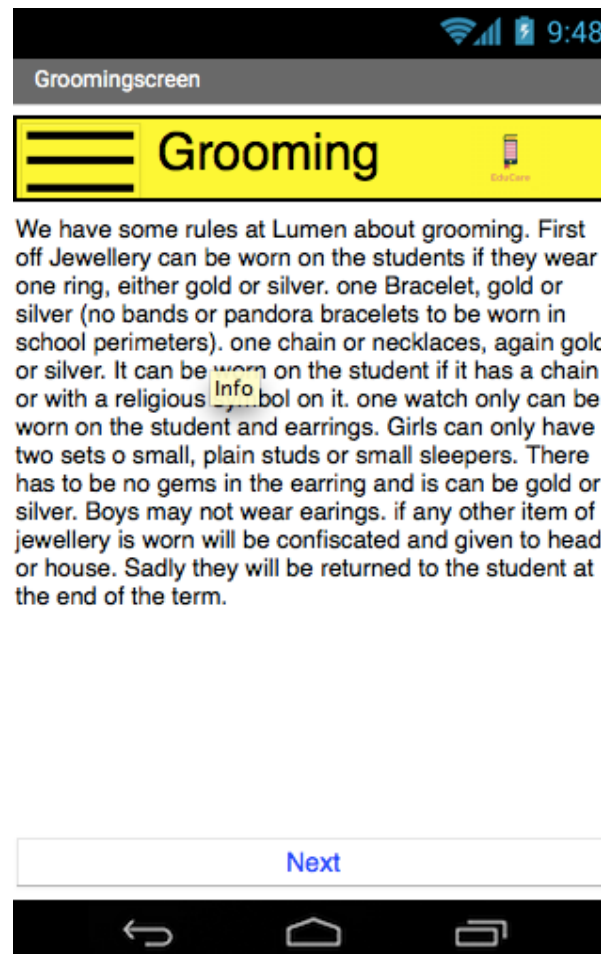 9:48
Groomingscreen
Grooming
EduCare
We have some rules at Lumen about grooming. First
off Jewellery can be worn on the students if they wear
one ring, either gold or silver. one Bracelet, gold or
silver (no bands or pandora bracelets to be worn in
school perimeters). one chain or necklaces, again gold
or silver. It can be worn on the student if it has a chain
or with a religious symbol on it. one watch only can be
Info
worn on the student and earrings. Girls can only have
two sets o small, plain studs or small sleepers. There
has to be no gems in the earring and is can be gold or
silver. Boys may not wear earings. if any other item of
jewellery is worn will be confiscated and given to head
or house. Sadly they will be returned to the student at
the end of the term.
Next